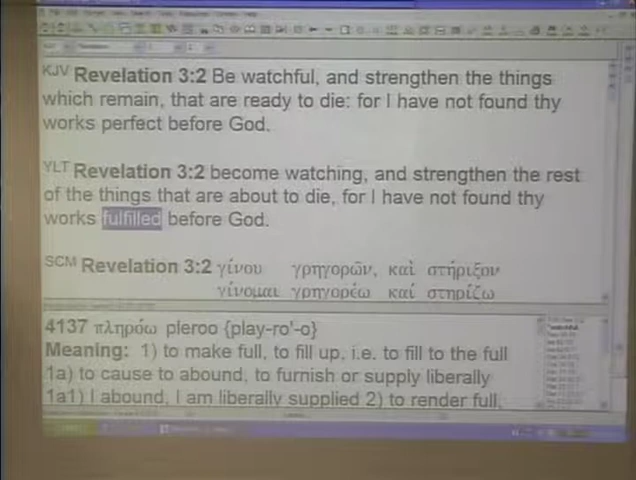 KJV Revelation 3:2 Be watchful, and strengthen the things
which remain, that are ready to die: for I have not found thy
works perfect before God.
YLT Revelation 3:2 become watching, and strengthen the rest
of the things that are about to die, for I have not found thy
works fulfilled before God.
SCM Revelation 3:2 γίνου γρηγορῶν, καὶ στήριξον
γίνομαι γρηγορέω καί στηρίζω
4137 πληρόω pleroo {play-ro'-o}
Meaning: 1) to make full, to fill up, i.e. to fill to the full
1a) to cause to abound, to furnish or supply liberally
1a1) I abound, I am liberally supplied 2) to render full,